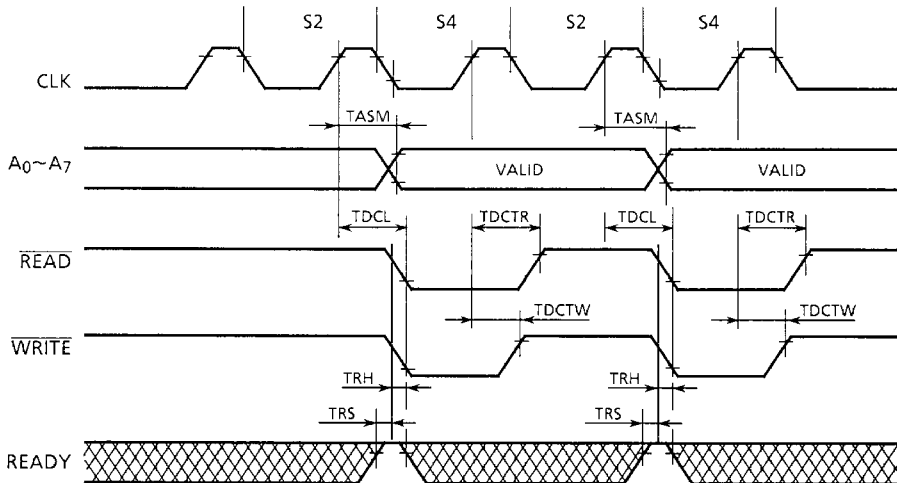 S2 S4 S2 S4
CLK
TASM TASM
A0~A7 VALID VALID
TDCL TDCTR TDCL TDCTR
READ
TDCTW TDCTW
WRITE
TRH TRH
TRS TRS
READY